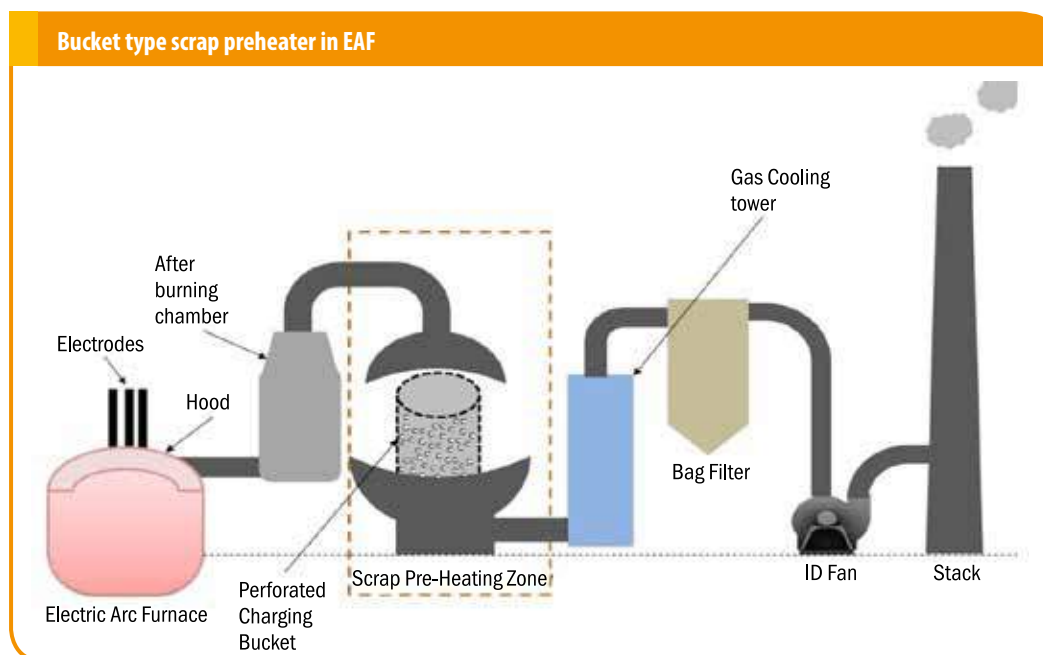 Bucket type scrap preheater in EAF
Gas Cooling
tower
After
burning
chamber
Electrodes
Hood
Bag Filter
Perforated
Charging
Bucket
Scrap Pre-Heating Zone
ID Fan
Stack
Electric Arc Furnace